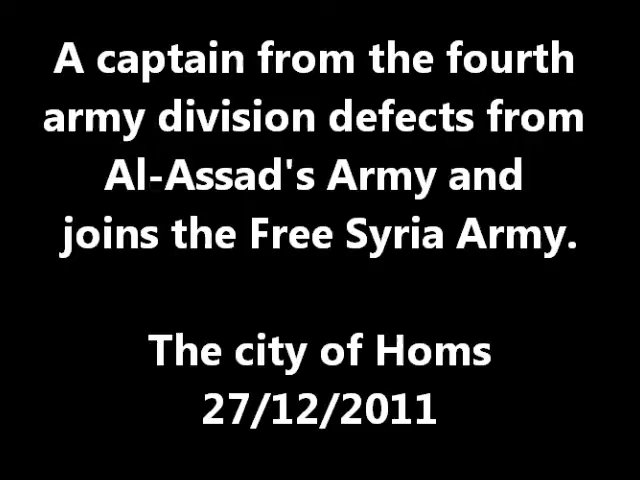 A captain from the fourth
army division defects from
Al-Assad's Army and
joins the Free Syria Army.
The city of Homs
27/12/2011